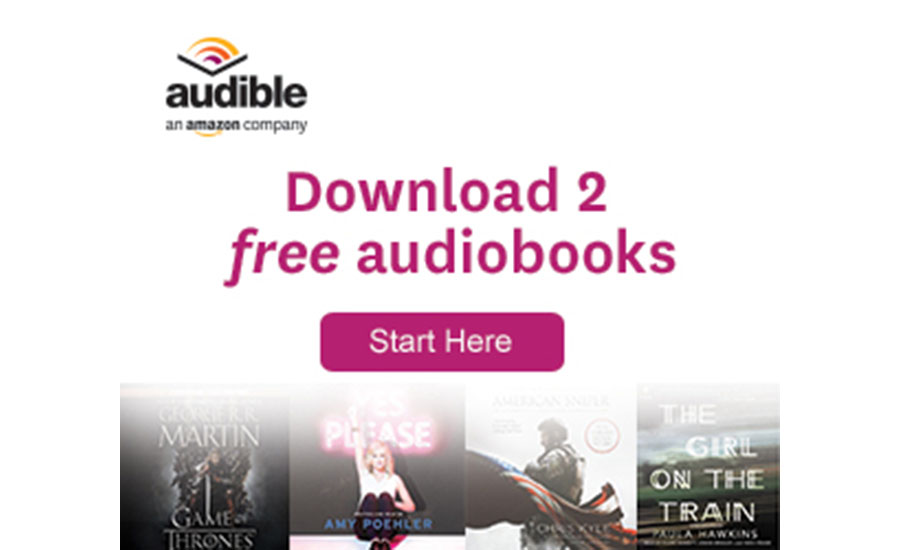 audible
an amazon company
Download 2
free audiobooks
Start Here
GEORGE R. R.
MARTIN
GAME OF
THRONES
YES
PLEASE
AMY POEHLER
AMERICAN SNIPER
CHRIS KYLE
THE
GIRL
ON THE
TRAIN
PAULA HAWKINS